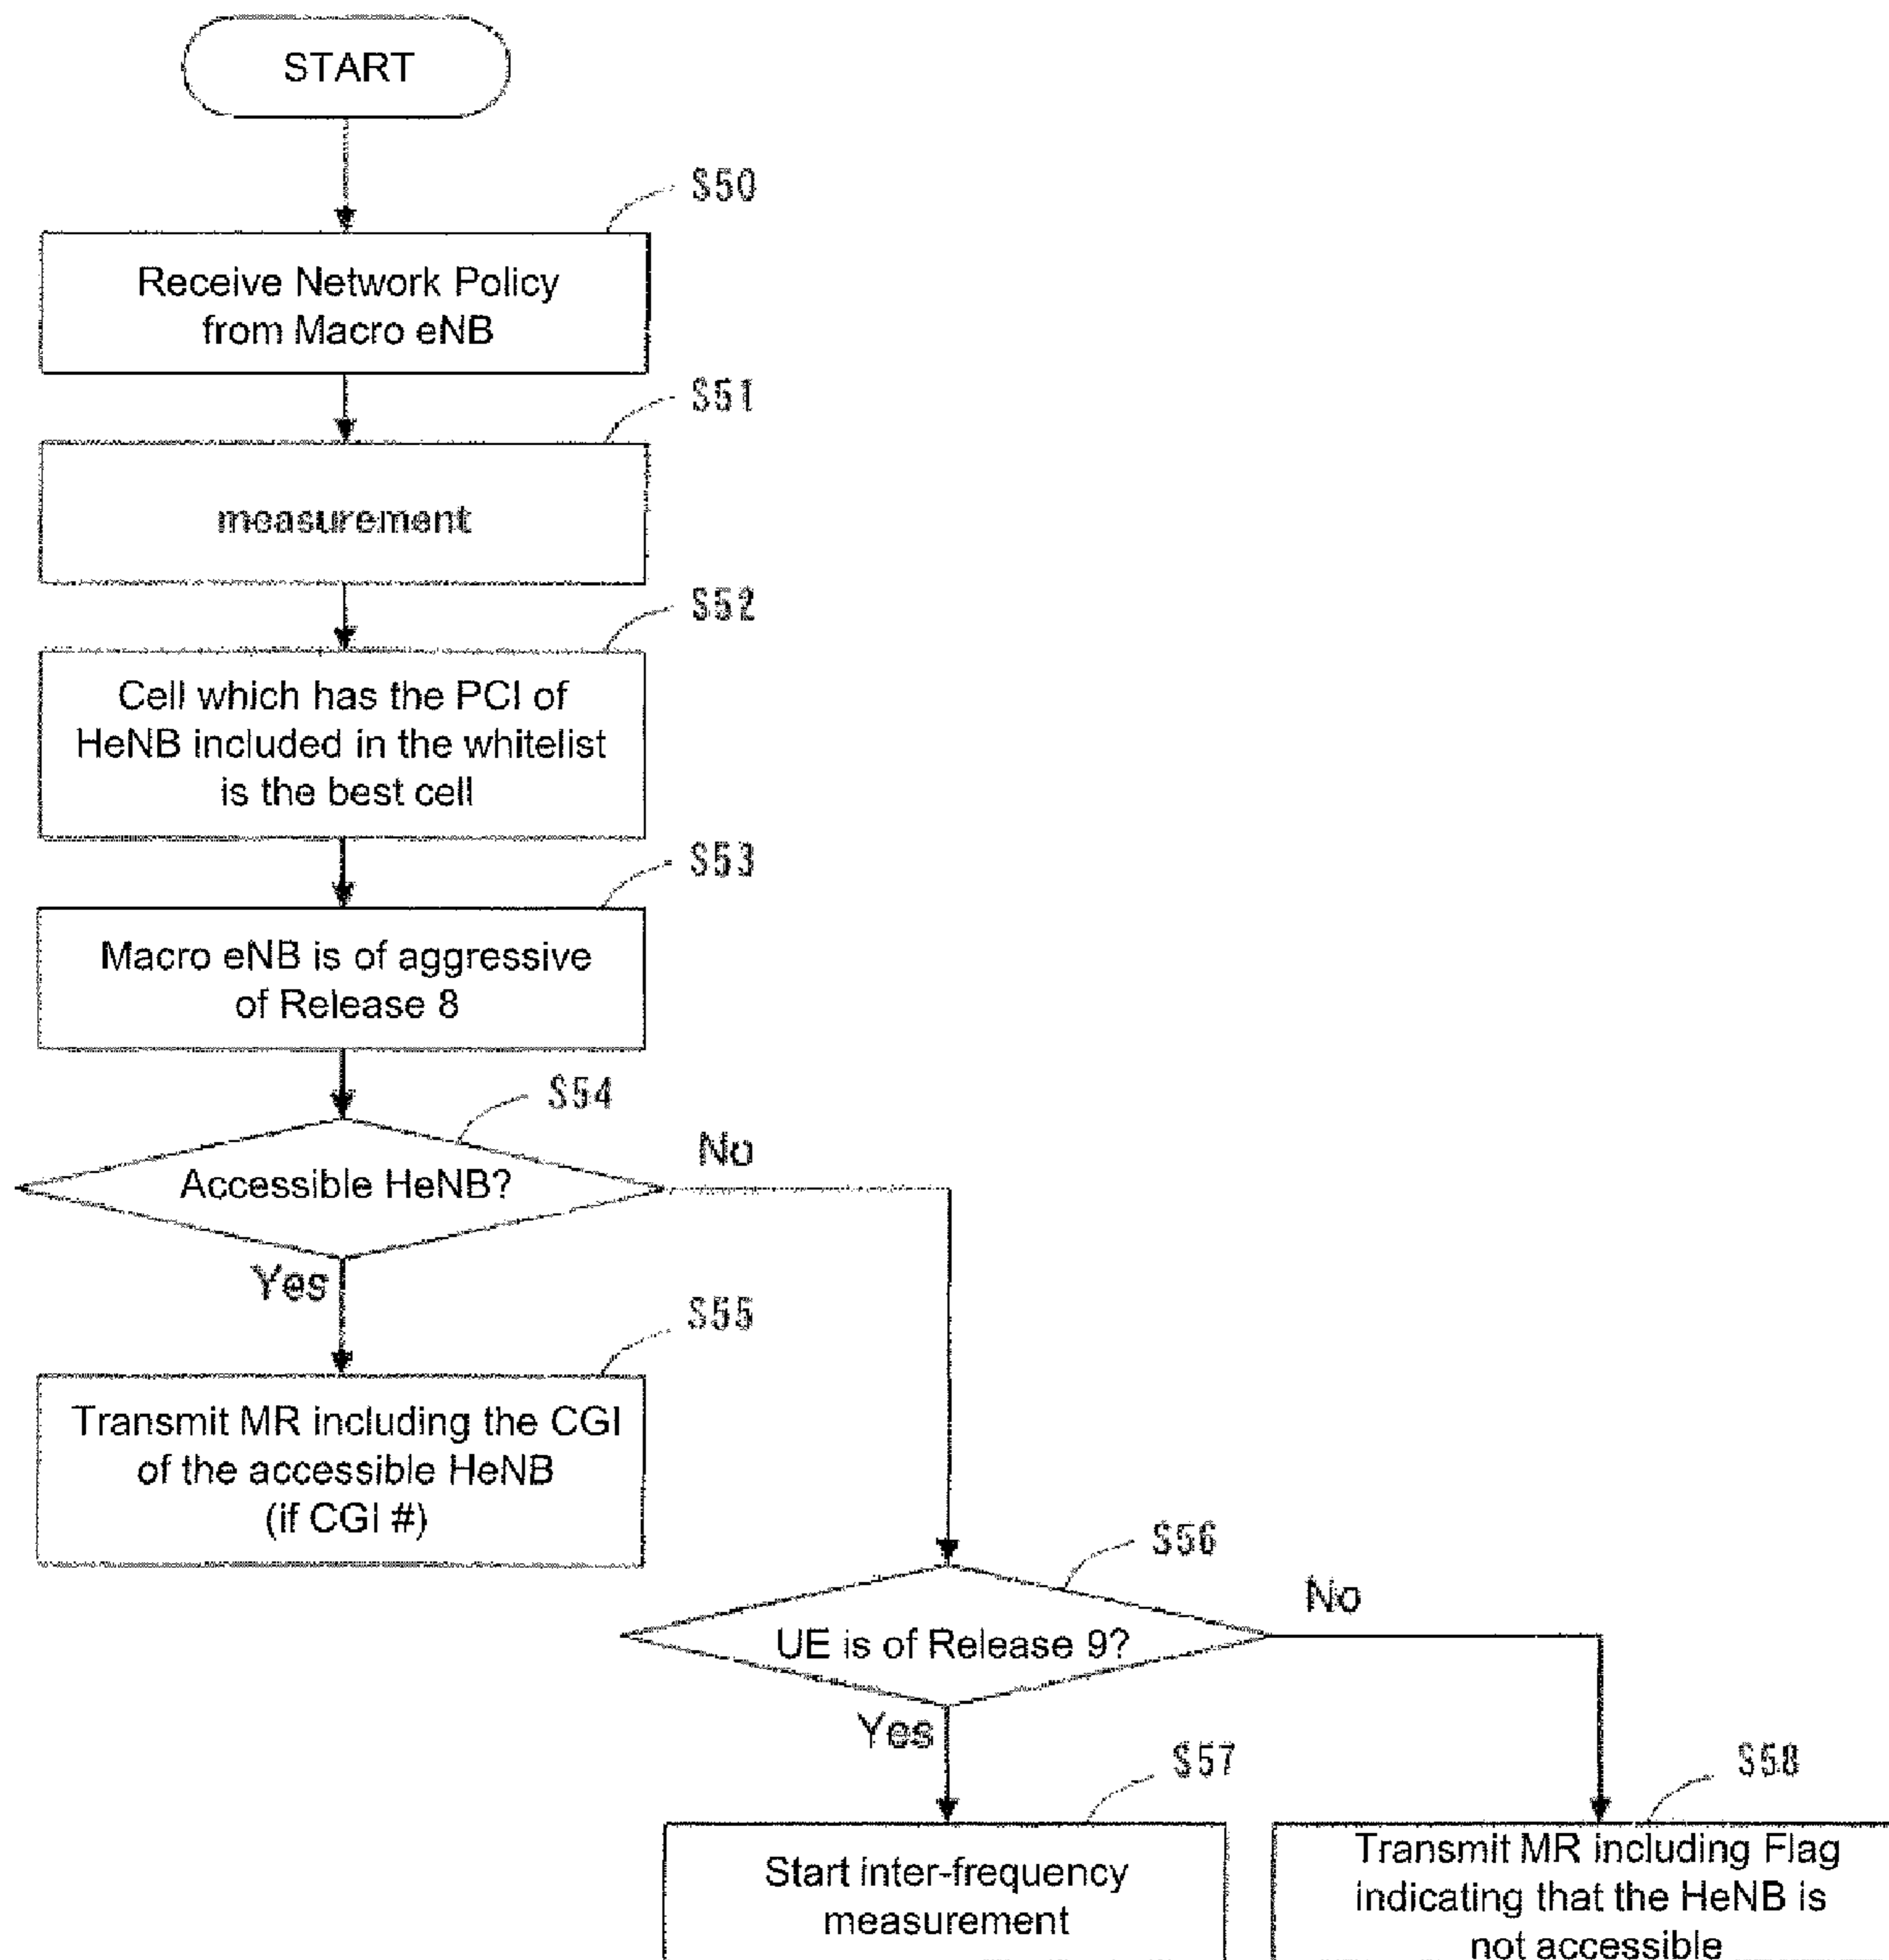 START
S50
Receive Network Policy
from Macro eNB
S51
measurement
S52
Cell which has the PCI of
HeNB included in the whitelist
is the best cell
S53
Macro eNB is of aggressive
of Release 8
S54
Accessible HeNB?
No
Yes
S55
Transmit MR including the CGI
of the accessible HeNB
(if CGI #)
S56
UE is of Release 9?
No
Yes
S57
Start inter-frequency
measurement
S58
Transmit MR including Flag
indicating that the HeNB is
not accessible